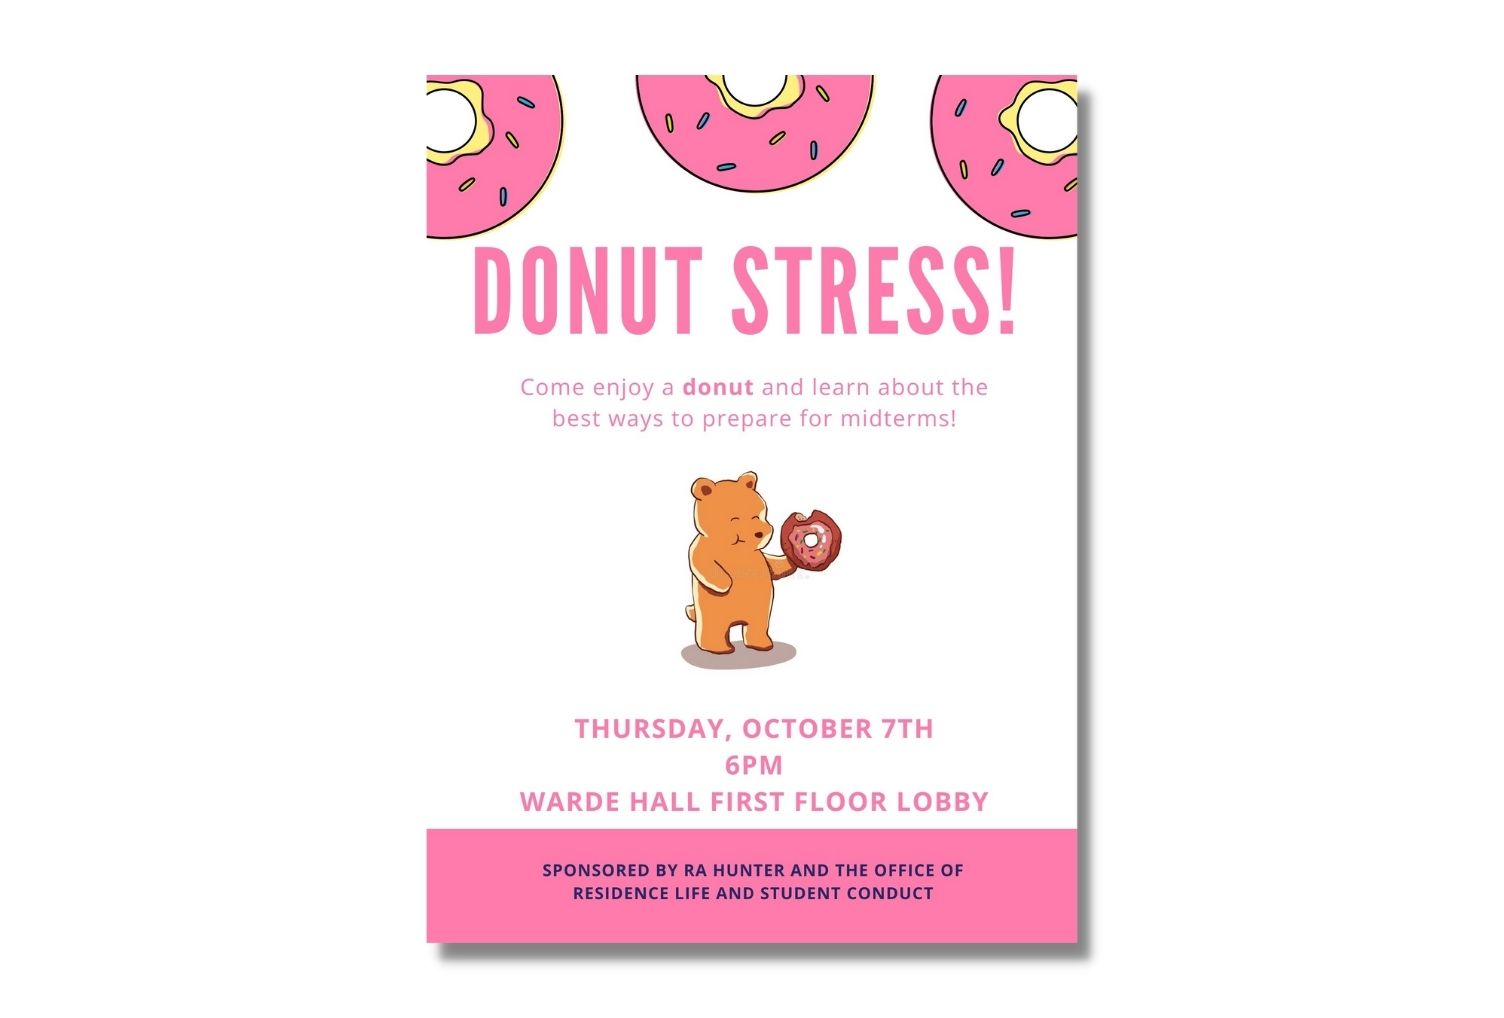 DONUT STRESS!
Come enjoy a donut and learn about the
best ways to prepare for midterms!
THURSDAY, OCTOBER 7TH
6PM
WARDE HALL FIRST FLOOR LOBBY
SPONSORED BY RA HUNTER AND THE OFFICE OF
RESIDENCE LIFE AND STUDENT CONDUCT